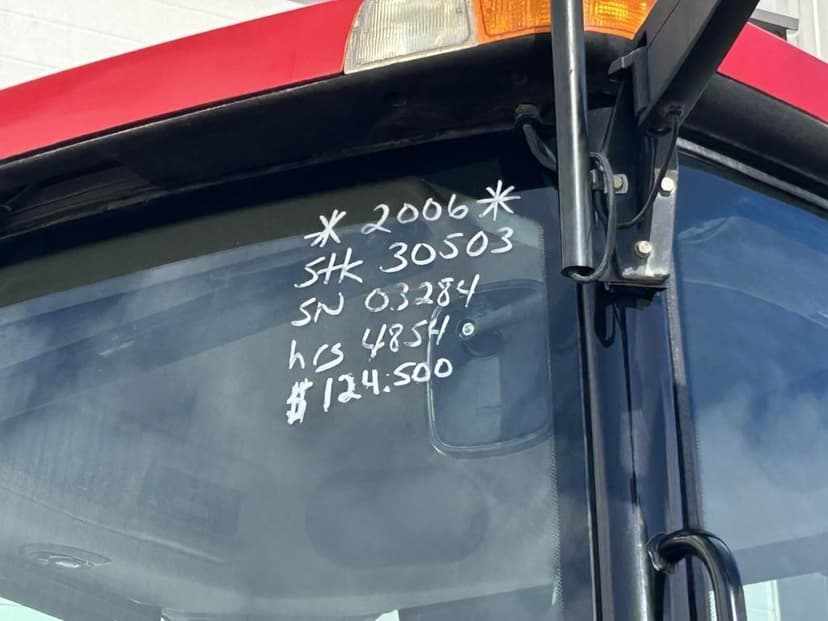 * 2006 *
Stk 30503
SN 03284
hrs 4854
$124.500